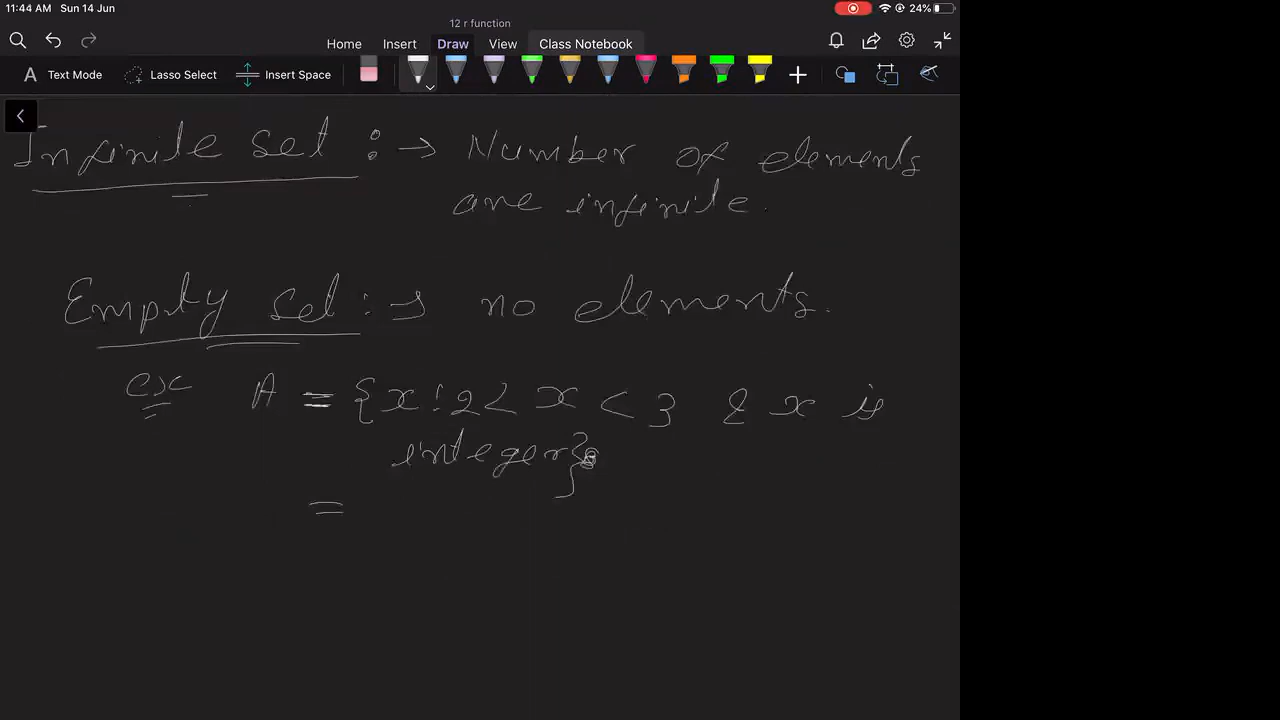 11:44 AM Sun 14 Jun 24%
12 r function
Home Insert Draw View Class Notebook
A Text Mode Lasso Select Insert Space
Infinite set :→ Number of elements
are infinite.
Empty set :→ no elements.
ex A = {x : 2 < x < 3 & x is
integer}
=